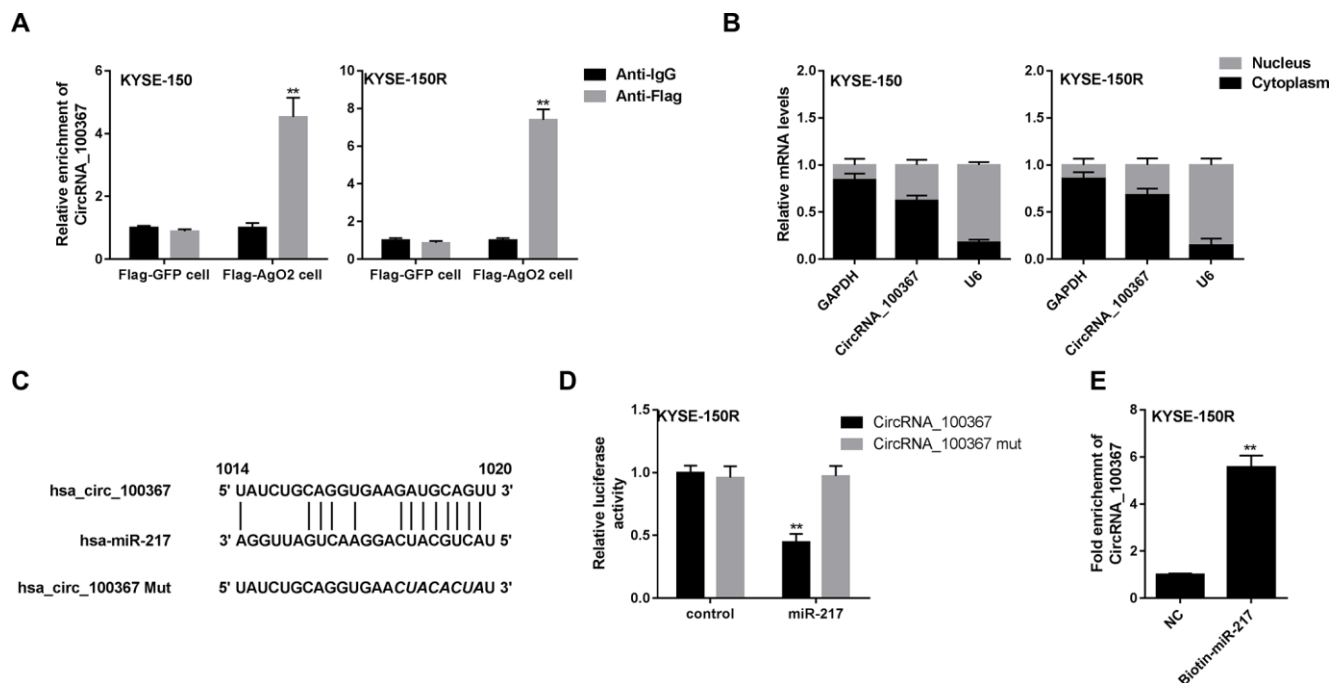 A
Relative enrichment of
CircRNA_100367
KYSE-150
6
4
2
0
Flag-GFP cell
Flag-AgO2 cell
**
KYSE-150R
10
8
6
4
2
0
Flag-GFP cell
Flag-AgO2 cell
**
Anti-IgG
Anti-Flag
B
Relative mRNA levels
KYSE-150
2.0
1.5
1.0
0.5
0.0
GAPDH
CircRNA_100367
U6
KYSE-150R
2.0
1.5
1.0
0.5
0.0
GAPDH
CircRNA_100367
U6
Nucleus
Cytoplasm
C
1014 1020
hsa_circ_100367 5' UAUCUGCAGGUGAAGAUGCAGUU 3'
hsa-miR-217 3' AGGUUAGUCAAGGACUACGUCAU 5'
hsa_circ_100367 Mut 5' UAUCUGCAGGUGAACUACACUAU 3'
D
Relative luciferase
activity
KYSE-150R
1.5
1.0
0.5
0.0
control
miR-217
**
CircRNA_100367
CircRNA_100367 mut
E
Fold enrichemnt of
CircRNA_100367
KYSE-150R
8
6
4
2
0
**
NC
Biotin-miR-217